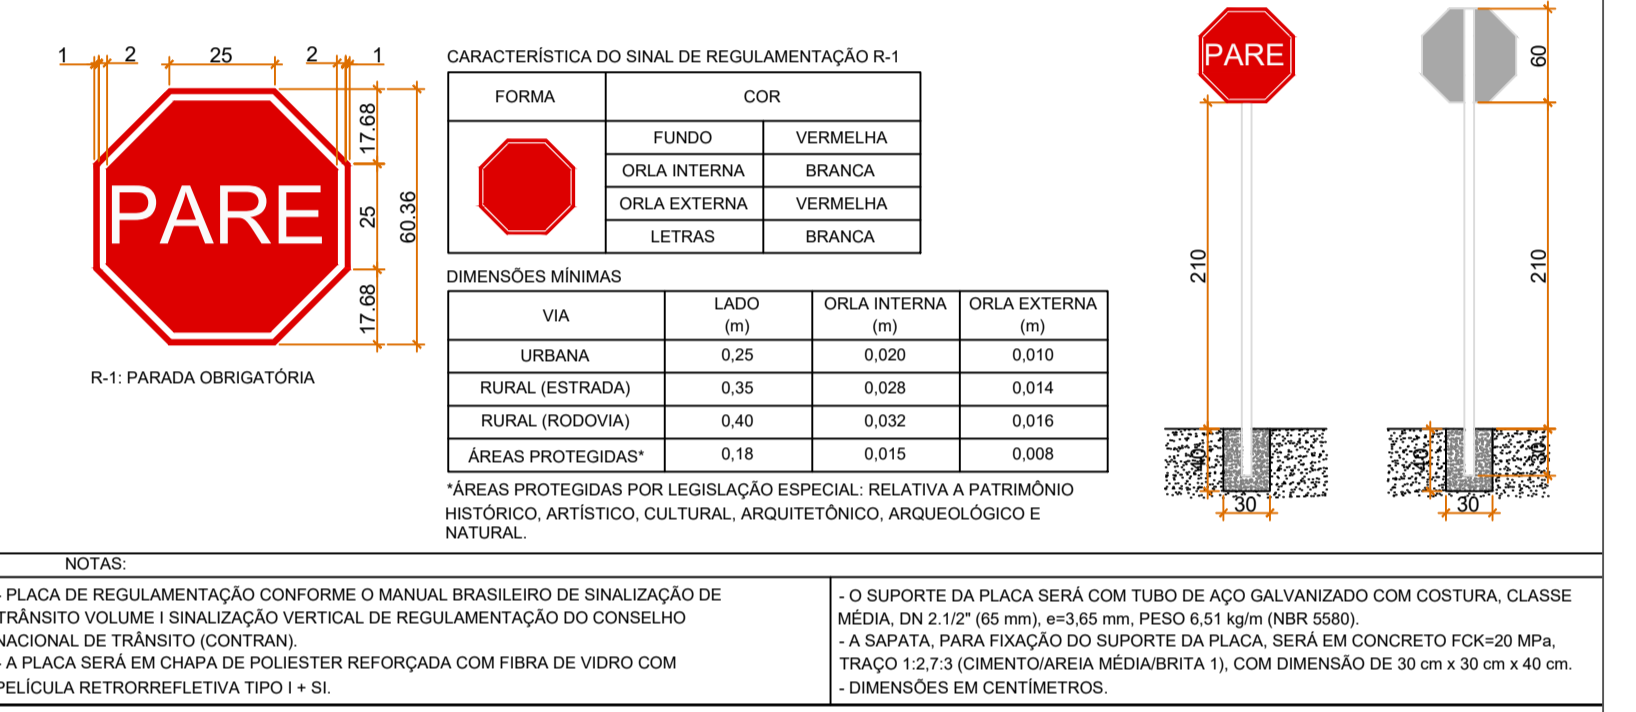 1
2
25
2
1
17.68
25
17.68
60.36
PARE
R-1: PARADA OBRIGATÓRIA
CARACTERÍSTICA DO SINAL DE REGULAMENTAÇÃO R-1
FORMA COR
FUNDO VERMELHA
ORLA INTERNA BRANCA
ORLA EXTERNA VERMELHA
LETRAS BRANCA
DIMENSÕES MÍNIMAS
VIA LADO (m) ORLA INTERNA (m) ORLA EXTERNA (m)
URBANA 0,25 0,020 0,010
RURAL (ESTRADA) 0,35 0,028 0,014
RURAL (RODOVIA) 0,40 0,032 0,016
ÁREAS PROTEGIDAS* 0,18 0,015 0,008
*ÁREAS PROTEGIDAS POR LEGISLAÇÃO ESPECIAL: RELATIVA A PATRIMÔNIO
HISTÓRICO, ARTÍSTICO, CULTURAL, ARQUITETÔNICO, ARQUEOLÓGICO E
NATURAL.
PARE
210
40
30
60
210
40
30
30
NOTAS:
- PLACA DE REGULAMENTAÇÃO CONFORME O MANUAL BRASILEIRO DE SINALIZAÇÃO DE
TRÂNSITO VOLUME I SINALIZAÇÃO VERTICAL DE REGULAMENTAÇÃO DO CONSELHO
NACIONAL DE TRÂNSITO (CONTRAN).
- A PLACA SERÁ EM CHAPA DE POLIESTER REFORÇADA COM FIBRA DE VIDRO COM
PELÍCULA RETRORREFLETIVA TIPO I + SI.
- O SUPORTE DA PLACA SERÁ COM TUBO DE AÇO GALVANIZADO COM COSTURA, CLASSE
MÉDIA, DN 2.1/2" (65 mm), e=3,65 mm, PESO 6,51 kg/m (NBR 5580).
- A SAPATA, PARA FIXAÇÃO DO SUPORTE DA PLACA, SERÁ EM CONCRETO FCK=20 MPa,
TRAÇO 1:2,7:3 (CIMENTO/AREIA MÉDIA/BRITA 1), COM DIMENSÃO DE 30 cm x 30 cm x 40 cm.
- DIMENSÕES EM CENTÍMETROS.